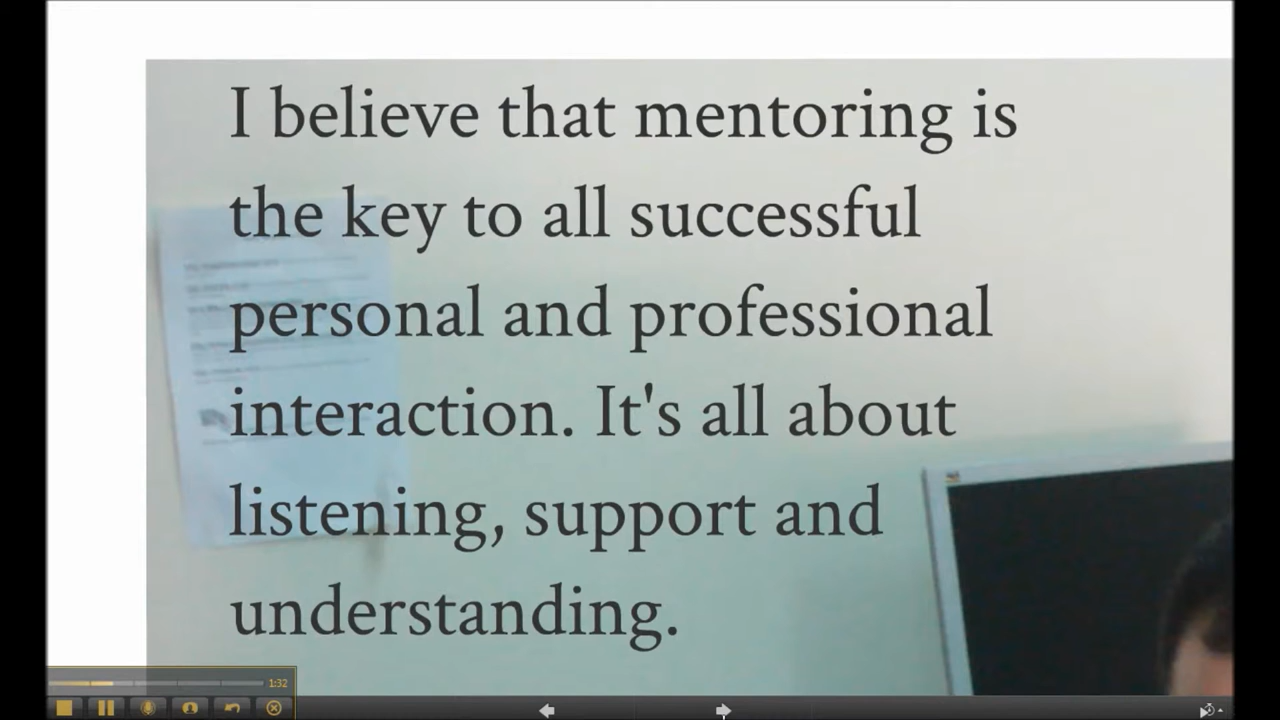 I believe that mentoring is
the key to all successful
personal and professional
interaction. It's all about
listening, support and
understanding.
1:32